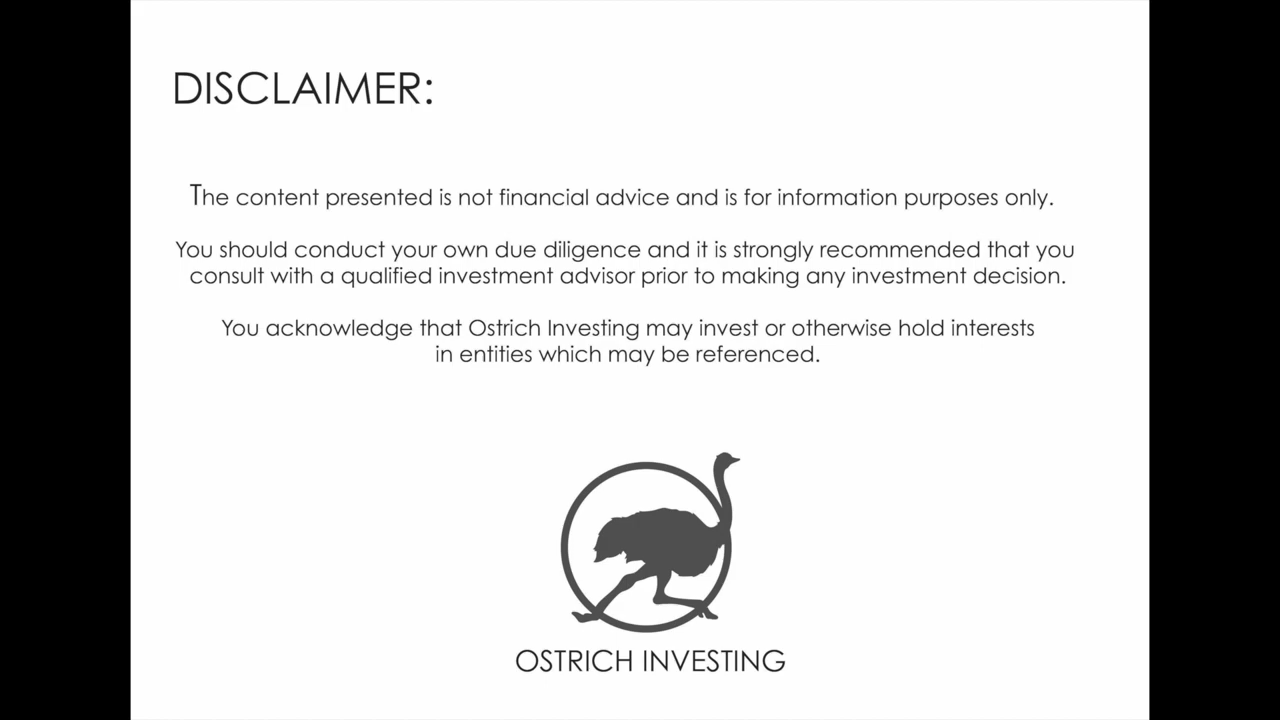 DISCLAIMER:
The content presented is not financial advice and is for information purposes only.
You should conduct your own due diligence and it is strongly recommended that you
consult with a qualified investment advisor prior to making any investment decision.
You acknowledge that Ostrich Investing may invest or otherwise hold interests
in entities which may be referenced.
OSTRICH INVESTING